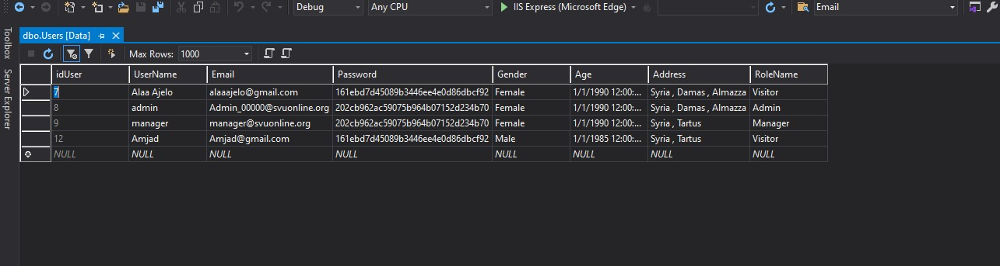 Debug Any CPU IIS Express (Microsoft Edge) Email
dbo.Users [Data]
Toolbox
Server Explorer
Max Rows: 1000
idUser UserName Email Password Gender Age Address RoleName
7 Alaa Ajelo alaaajelo@gmail.com 161ebd7d45089b3446ee4e0d86dbcf92 Female 1/1/1990 12:00:... Syria , Damas , Almazza Visitor
8 admin Admin_00000@svuonline.org 202cb962ac59075b964b07152d234b70 Female 1/1/1990 12:00:... Syria , Damas , Almazza Admin
9 manager manager@svuonline.org 202cb962ac59075b964b07152d234b70 Female 1/1/1990 12:00:... Syria , Tartus Manager
12 Amjad Amjad@gmail.com 161ebd7d45089b3446ee4e0d86dbcf92 Male 1/1/1985 12:00:... Syria , Tartus Visitor
NULL NULL NULL NULL NULL NULL NULL NULL